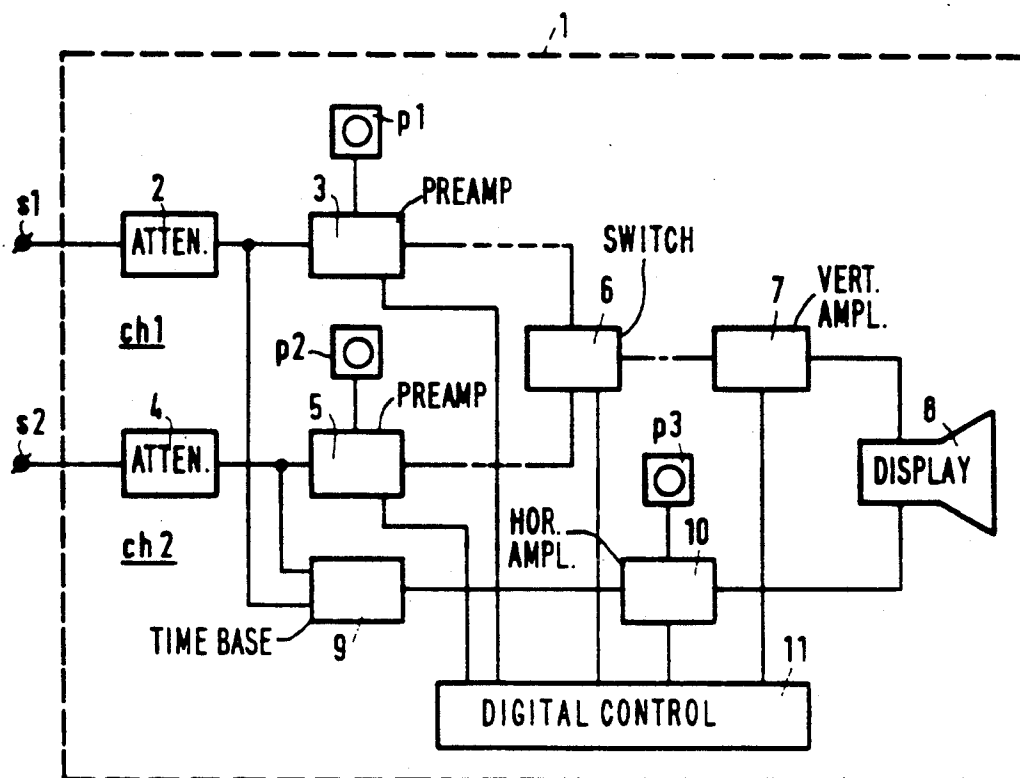 1
p1
s1
2
ATTEN.
3
PREAMP
SWITCH
ch1
6
7
VERT.
AMPL.
p2
s2
4
ATTEN.
5
PREAMP
p3
8
DISPLAY
ch2
HOR.
AMPL.
10
TIME BASE
9
11
DIGITAL CONTROL